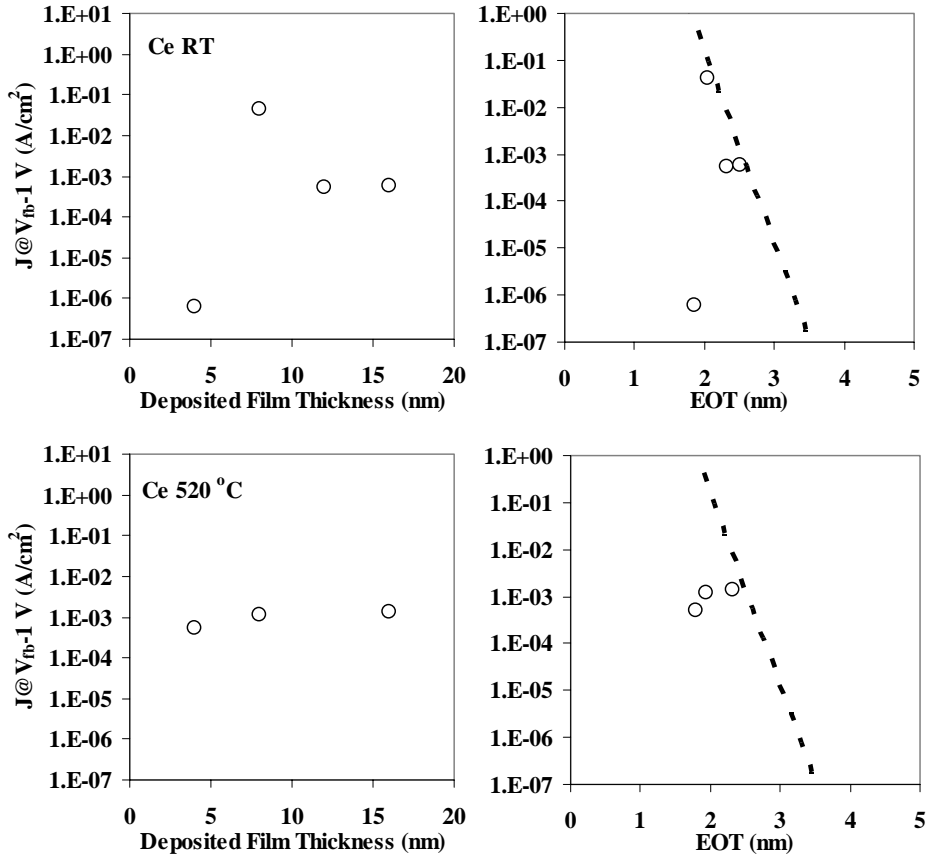 1.E+01
1.E+00
1.E-01
1.E-02
1.E-03
1.E-04
1.E-05
1.E-06
1.E-07
J@Vfb-1 V (A/cm2)
Ce RT
0 5 10 15 20
Deposited Film Thickness (nm)
1.E+00
1.E-01
1.E-02
1.E-03
1.E-04
1.E-05
1.E-06
1.E-07
0 1 2 3 4 5
EOT (nm)
1.E+01
1.E+00
1.E-01
1.E-02
1.E-03
1.E-04
1.E-05
1.E-06
1.E-07
J@Vfb-1 V (A/cm2)
Ce 520 oC
0 5 10 15 20
Deposited Film Thickness (nm)
1.E+00
1.E-01
1.E-02
1.E-03
1.E-04
1.E-05
1.E-06
1.E-07
0 1 2 3 4 5
EOT (nm)